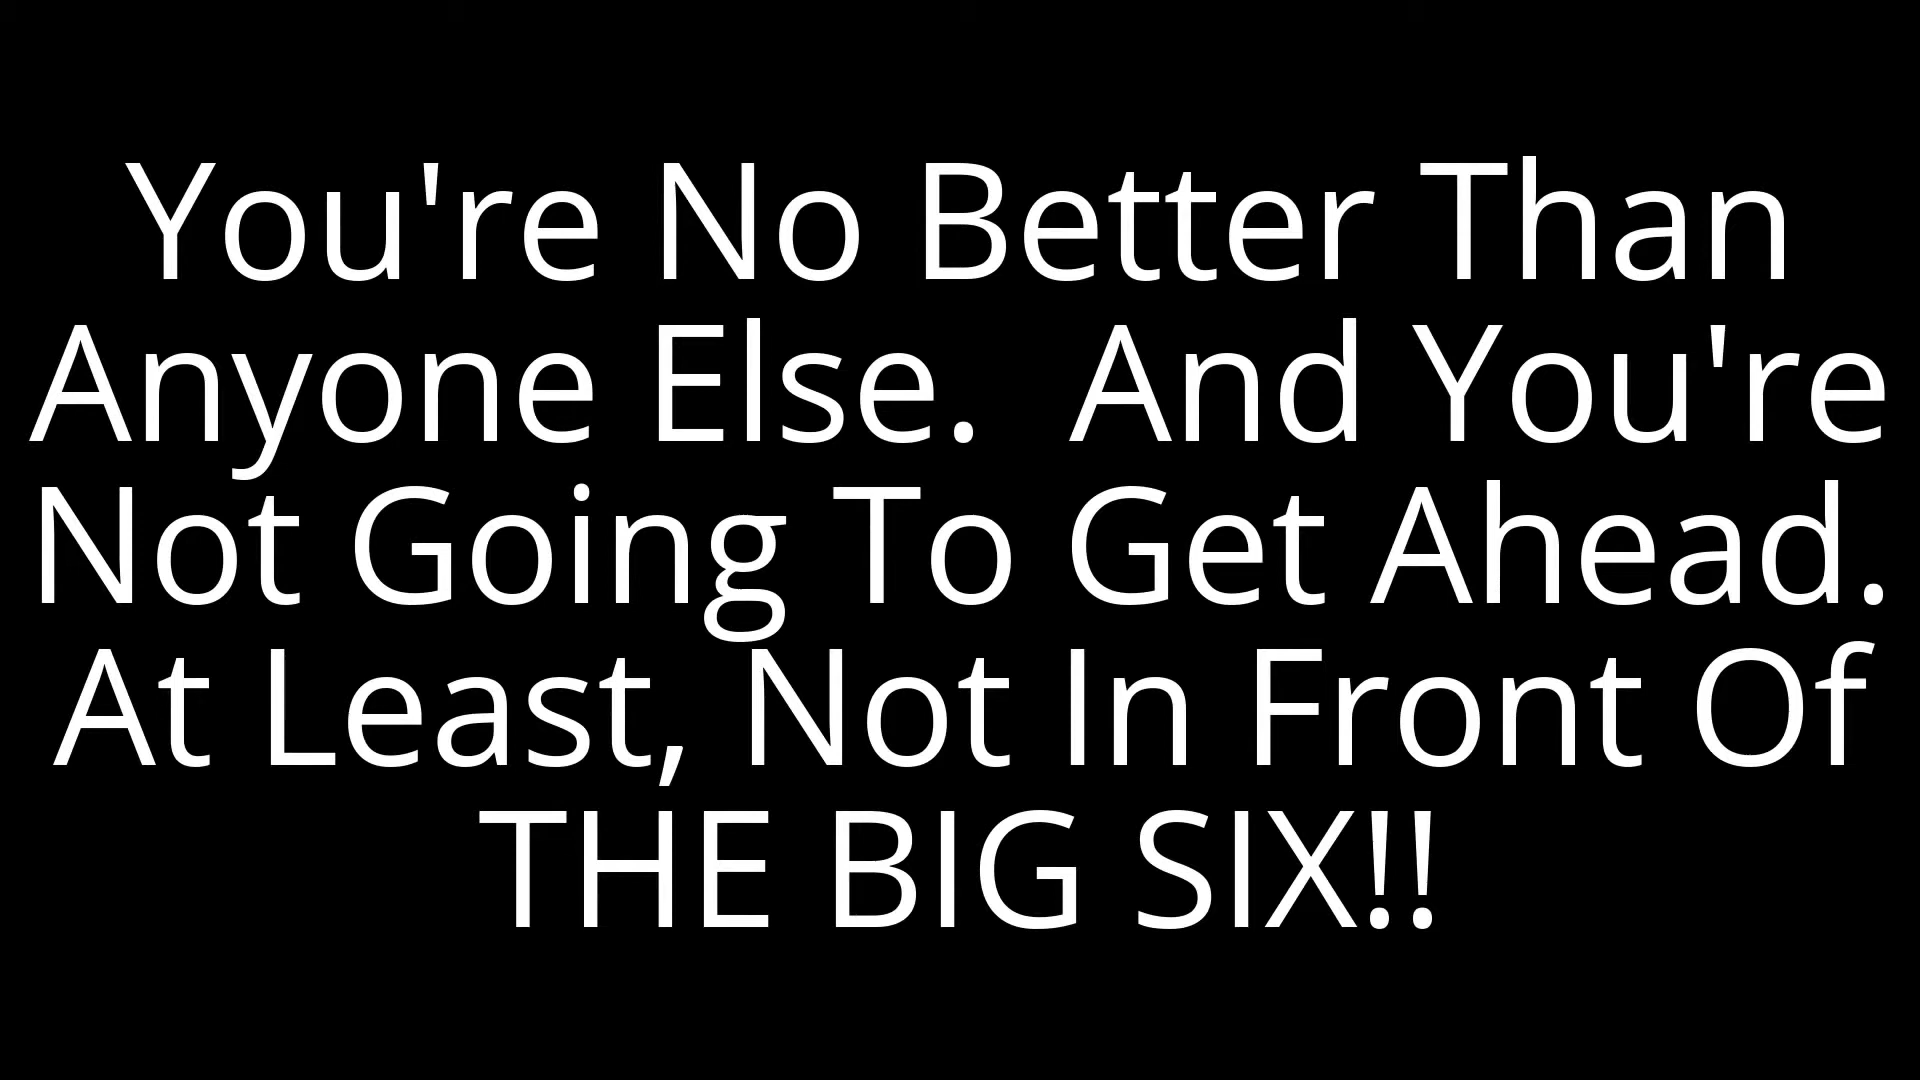 You're No Better Than
Anyone Else.  And You're
Not Going To Get Ahead.
At Least, Not In Front Of
THE BIG SIX!!